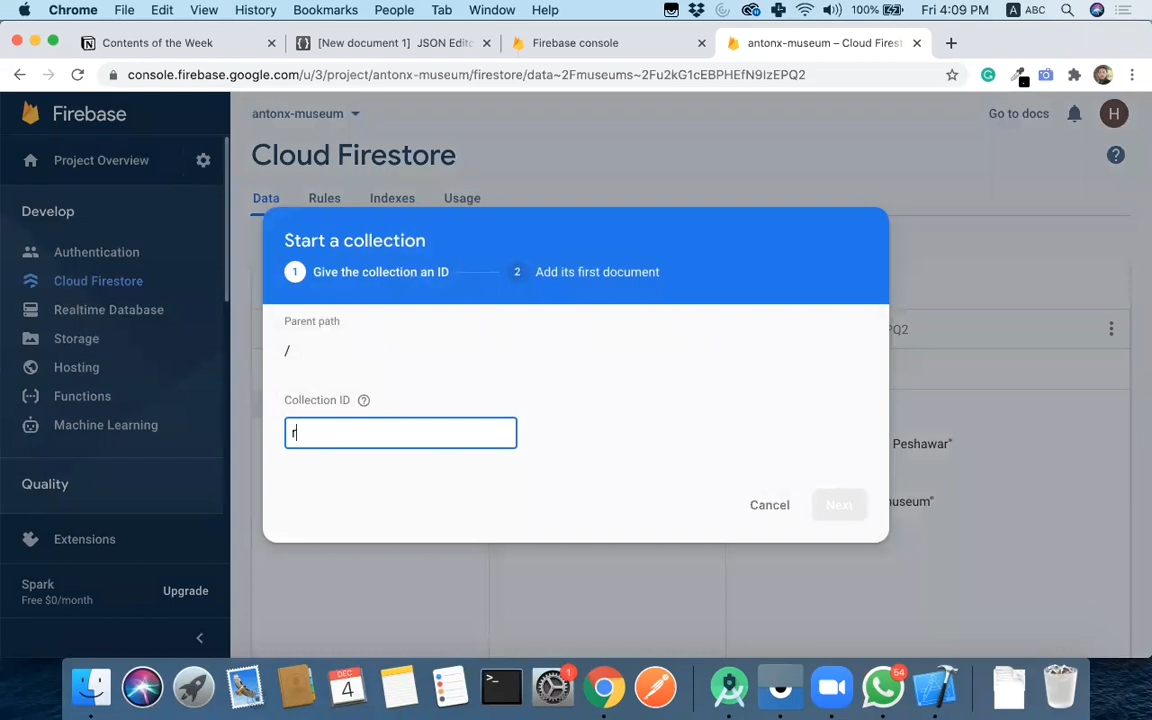 Chrome File Edit View History Bookmarks People Tab Window Help 100% Fri 4:09 PM A ABC
Contents of the Week
[New document 1] JSON Edito
Firebase console
antonx-museum – Cloud Firest
console.firebase.google.com/u/3/project/antonx-museum/firestore/data~2Fmuseums~2Fu2kG1cEBPHEfN9IzEPQ2
Firebase
antonx-museum
Go to docs
H
Project Overview
Cloud Firestore
Data Rules Indexes Usage
Develop
Authentication
Cloud Firestore
Realtime Database
Storage
Hosting
Functions
Machine Learning
Quality
Extensions
Spark
Free $0/month
Upgrade
Start a collection
1 Give the collection an ID
2 Add its first document
Parent path
/
Collection ID
r
Cancel
Next
PQ2
Peshawar"
museum"
DEC
4
1
64